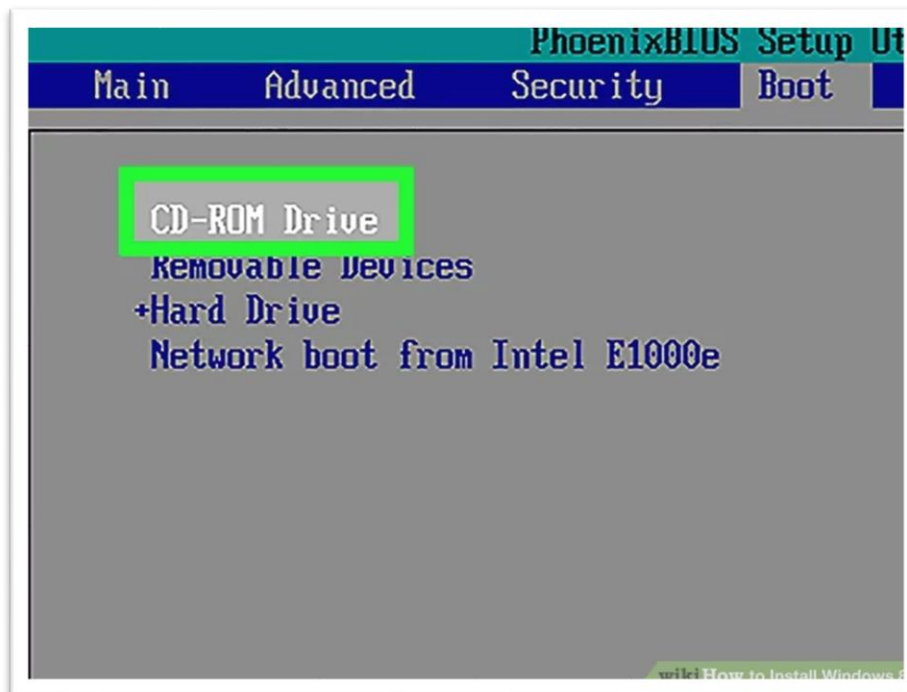 PhoenixBIOS Setup Ut
Main Advanced Security Boot
CD-ROM Drive
Removable Devices
+Hard Drive
Network boot from Intel E1000e
wikiHow to Install Windows 8